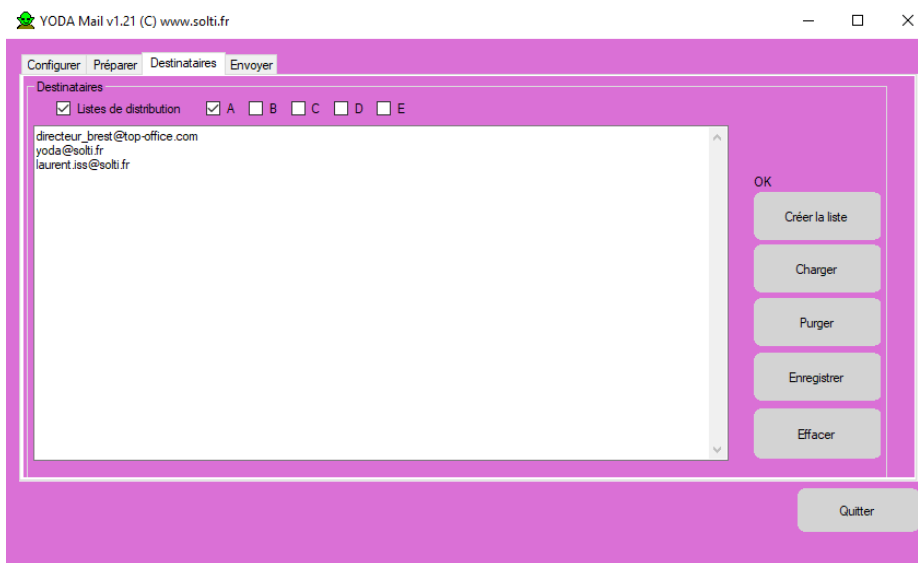 YODA Mail v1.21 (C) www.solti.fr
Configurer Préparer Destinataires Envoyer
Destinataires
Listes de distribution A B C D E
directeur_brest@top-office.com
yoda@solti.fr
laurent.iss@solti.fr
OK
Créer la liste
Charger
Purger
Enregistrer
Effacer
Quitter